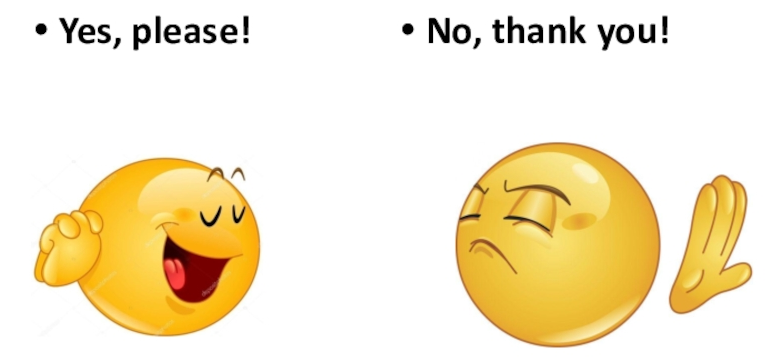 • Yes, please!
• No, thank you!